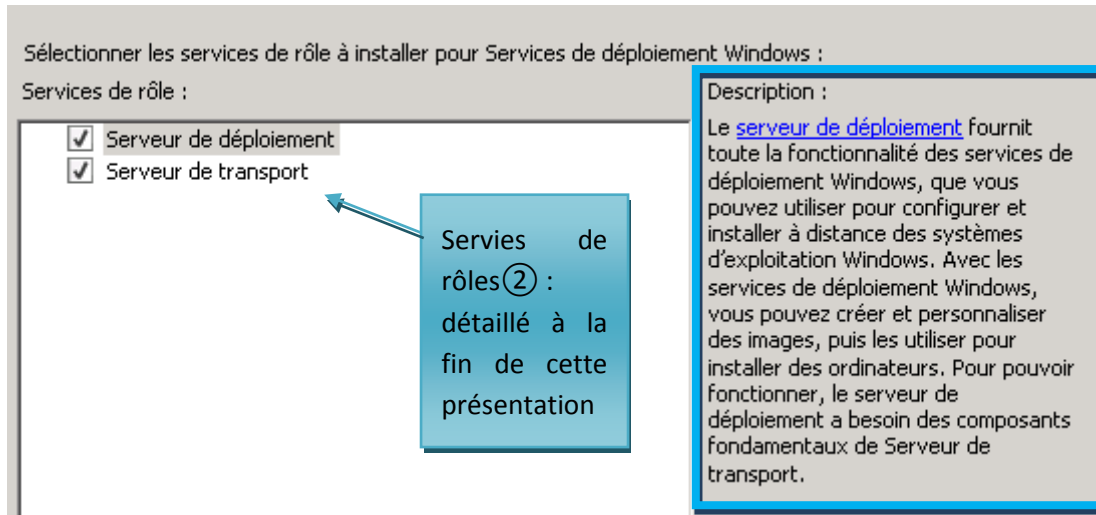 Sélectionner les services de rôle à installer pour Services de déploiement Windows :
Services de rôle :
Serveur de déploiement
Serveur de transport
Servies de
rôles② :
détaillé à la
fin de cette
présentation
Description :
Le serveur de déploiement fournit
toute la fonctionnalité des services de
déploiement Windows, que vous
pouvez utiliser pour configurer et
installer à distance des systèmes
d'exploitation Windows. Avec les
services de déploiement Windows,
vous pouvez créer et personnaliser
des images, puis les utiliser pour
installer des ordinateurs. Pour pouvoir
fonctionner, le serveur de
déploiement a besoin des composants
fondamentaux de Serveur de
transport.